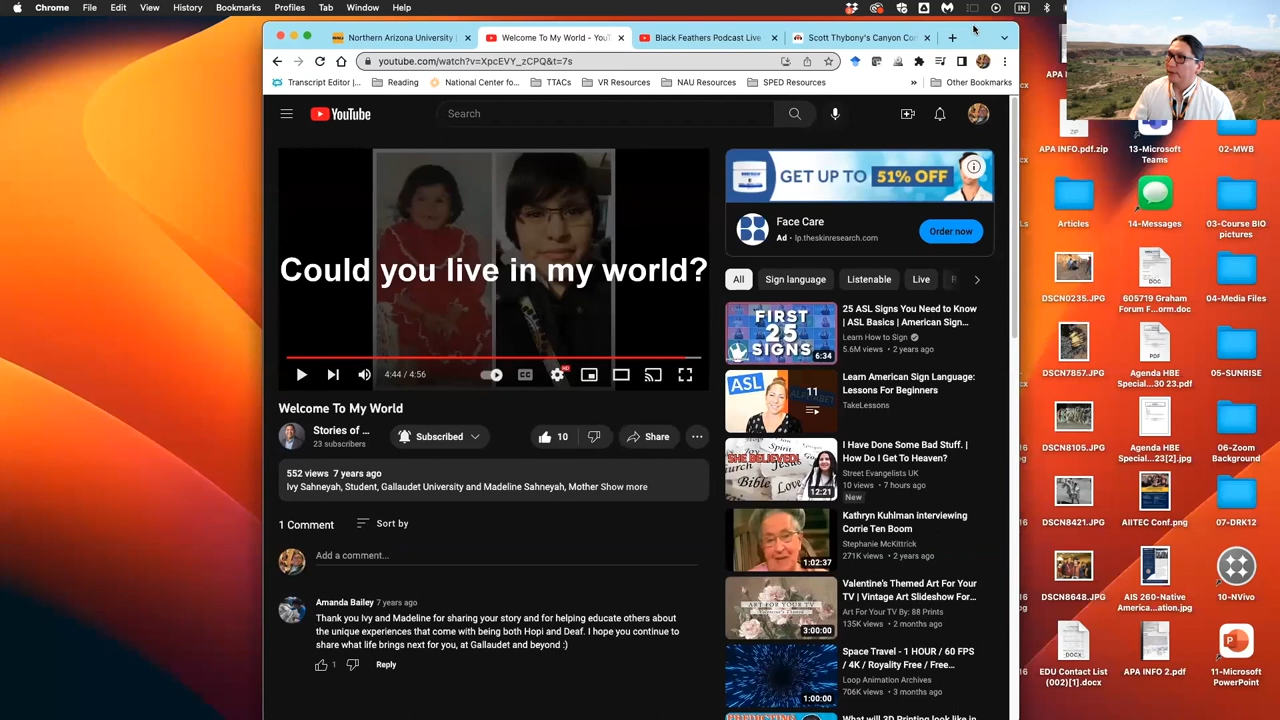 Chrome File Edit View History Bookmarks Profiles Tab Window Help
Northern Arizona University |
Welcome To My World - YouT
Black Feathers Podcast Live
Scott Thybony's Canyon Con
youtube.com/watch?v=XpcEVY_zCPQ&t=7s
Transcript Editor |...
Reading
National Center fo...
TTACs
VR Resources
NAU Resources
SPED Resources
»
Other Bookmarks
YouTube
Search
Could you live in my world?
4:44 / 4:56
Welcome To My World
Stories of ...
23 subscribers
Subscribed
10
Share
552 views 7 years ago
Ivy Sahneyah, Student, Gallaudet University and Madeline Sahneyah, Mother Show more
1 Comment
Sort by
Add a comment...
Amanda Bailey 7 years ago
Thank you Ivy and Madeline for sharing your story and for helping educate others about
the unique experiences that come with being both Hopi and Deaf. I hope you continue to
share what life brings next for you, at Gallaudet and beyond :)
1
Reply
GET UP TO 51% OFF
Face Care
Ad • lp.theskinresearch.com
Order now
All
Sign language
Listenable
Live
FIRST
25
SIGNS
6:34
25 ASL Signs You Need to Know
| ASL Basics | American Sign...
Learn How to Sign
5.6M views • 2 years ago
ASL
11
Learn American Sign Language:
Lessons For Beginners
TakeLessons
SHE BELIEVED!
Church
Joy
Jesus
Bible
Love
12:21
I Have Done Some Bad Stuff. |
How Do I Get To Heaven?
Street Evangelists UK
10 views • 7 hours ago
New
1:02:37
Kathryn Kuhlman interviewing
Corrie Ten Boom
Stephanie McKittrick
271K views • 2 years ago
ART FOR YOUR TV
3:00:00
Valentine's Themed Art For Your
TV | Vintage Art Slideshow For...
Art For Your TV By: 88 Prints
135K views • 2 months ago
1:00:00
Space Travel - 1 HOUR / 60 FPS
/ 4K / Royality Free / Free...
Loop Animation Archives
706K views • 3 months ago
What will 3D Printing look like in
APA INFO.pdf.zip
13-Microsoft
Teams
02-MWB
Articles
14-Messages
03-Course BIO
pictures
DSCN0235.JPG
605719 Graham
Forum F...orm.doc
04-Media Files
DSCN7857.JPG
Agenda HBE
Special...30 23.pdf
05-SUNRISE
DSCN8105.JPG
Agenda HBE
Special...23[2].jpg
06-Zoom
Background
DSCN8421.JPG
AIITEC Conf.png
07-DRK12
DSCN8648.JPG
AIS 260-Native
America...ation.jpg
10-NVivo
EDU Contact List
(002)[1].docx
APA INFO 2.pdf
11-Microsoft
PowerPoint